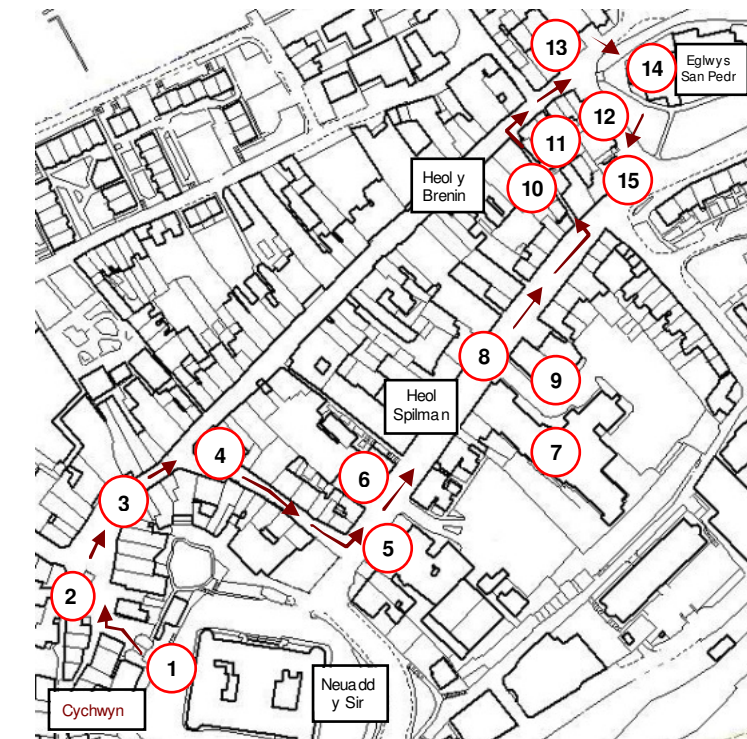 13
14
Eglwys
San Pedr
12
11
Heol y
Brenin
10
15
8
9
Heol
Spilman
4
7
6
3
5
2
1
Neuadd
y Sir
Cychwyn